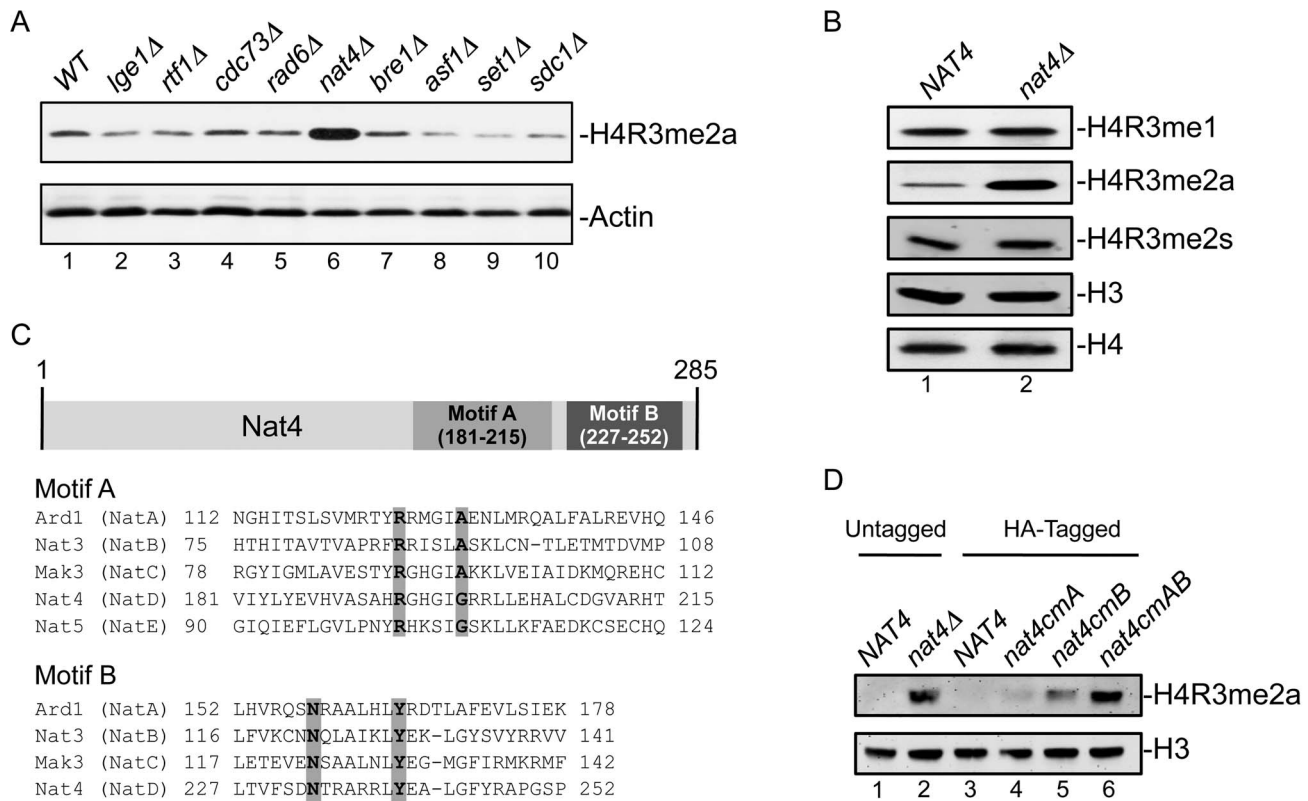 A
WT lge1Δ rtf1Δ cdc73Δ rad6Δ nat4Δ bre1Δ asf1Δ set1Δ sdc1Δ
-H4R3me2a
-Actin
1 2 3 4 5 6 7 8 9 10
B
NAT4 nat4Δ
-H4R3me1
-H4R3me2a
-H4R3me2s
-H3
-H4
1 2
C
1 285
Nat4 Motif A (181-215) Motif B (227-252)
Motif A
Ard1 (NatA) 112 NGHITSLSVMRTYRRMGIAENLMRQALFALREVHQ 146
Nat3 (NatB) 75 HTHITAVTVAPRFRRISLASKLCN-TLETMTDVMP 108
Mak3 (NatC) 78 RGYIGMLAVESTYRGHGIAKKLVEIAIDKMQREHC 112
Nat4 (NatD) 181 VIYLYEVHVASAHRGHGIGRRLLEHALCDGVARHT 215
Nat5 (NatE) 90 GIQIEFLGVLPNYRHKSIGSKLLKFAEDKCSECHQ 124
Motif B
Ard1 (NatA) 152 LHVRQSNRAALHLYRDTLAFEVLSIEK 178
Nat3 (NatB) 116 LFVKCNNQLAIKLYEK-LGYSVYRRVV 141
Mak3 (NatC) 117 LETEVENSAALNLYEG-MGFIRMKRMF 142
Nat4 (NatD) 227 LTVFSDNTRARRLYEA-LGFYRAPGSP 252
D
Untagged HA-Tagged
NAT4 nat4Δ NAT4 nat4cmA nat4cmB nat4cmAB
-H4R3me2a
-H3
1 2 3 4 5 6